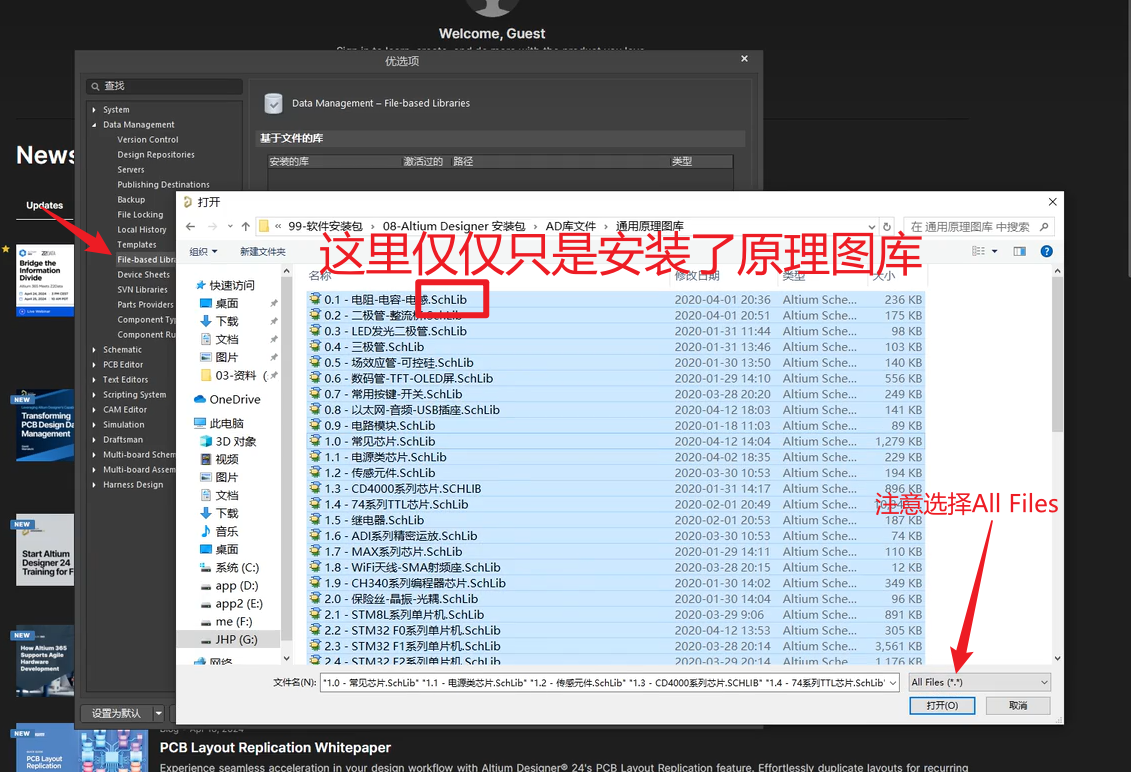 Welcome, Guest
优选项
查找
Data Management – File-based Libraries
System
Data Management
Version Control
Design Repositories
Servers
Publishing Destinations
Backup
File Locking
Local History
Templates
File-based Libra
Device Sheets
SVN Libraries
Parts Providers
Component Typ
Component Ru
Schematic
PCB Editor
Text Editors
Scripting System
CAM Editor
Simulation
Draftsman
Multi-board Schem
Multi-board Assem
Harness Design
设置为默认
基于文件的库
安装的库 激活过的 路径 类型
News
Updates
Bridge the
Information
Divide
Live Webinar
NEW
Transforming
PCB Design Da
Management
NEW
Start Altium
Designer 24
Training for F
NEW
How Altium 365
Supports Agile
Hardware
Development
NEW
PCB Layout
Replication
打开
« 99-软件安装包 › 08-Altium Designer 安装包 › AD库文件 › 通用原理图库
在 通用原理图库 中搜索
组织 新建文件夹
这里仅仅只是安装了原理图库
快速访问
桌面
下载
文档
图片
03-资料 (
OneDrive
此电脑
3D 对象
视频
图片
文档
下载
音乐
桌面
系统 (C:)
app (D:)
app2 (E:)
me (F:)
JHP (G:)
网络
名称 修改日期 类型 大小
0.1 - 电阻-电容-电感.SchLib 2020-04-01 20:36 Altium Sche... 236 KB
0.2 - 二极管-整流桥.SchLib 2020-04-01 20:51 Altium Sche... 175 KB
0.3 - LED发光二极管.SchLib 2020-01-31 11:44 Altium Sche... 98 KB
0.4 - 三极管.SchLib 2020-01-31 13:46 Altium Sche... 103 KB
0.5 - 场效应管-可控硅.SchLib 2020-01-30 13:50 Altium Sche... 140 KB
0.6 - 数码管-TFT-OLED屏.SchLib 2020-01-29 14:10 Altium Sche... 556 KB
0.7 - 常用按键-开关.SchLib 2020-03-28 20:20 Altium Sche... 249 KB
0.8 - 以太网-音频-USB插座.SchLib 2020-04-12 18:26 Altium Sche... 141 KB
0.9 - 电路模块.SchLib 2020-01-18 11:03 Altium Sche... 89 KB
1.0 - 常见芯片.SchLib 2020-04-12 14:04 Altium Sche... 1,279 KB
1.1 - 电源类芯片.SchLib 2020-04-02 18:35 Altium Sche... 229 KB
1.2 - 传感元件.SchLib 2020-03-30 10:53 Altium Sche... 194 KB
1.3 - CD4000系列芯片.SCHLIB 2020-01-31 14:17 Altium Sche... 896 KB
1.4 - 74系列TTL芯片.SchLib 2020-02-01 20:49 Altium Sche... KB
注意选择All Files
1.5 - 继电器.SchLib 2020-02-01 20:53 Altium Sche... 187 KB
1.6 - ADI系列精密运放.SchLib 2020-03-30 10:53 Altium Sche... 74 KB
1.7 - MAX系列芯片.SchLib 2020-01-29 14:11 Altium Sche... 110 KB
1.8 - WiFi天线-SMA射频座.SchLib 2020-03-28 20:15 Altium Sche... 12 KB
1.9 - CH340系列编程器芯片.SchLib 2020-01-30 14:02 Altium Sche... 349 KB
2.0 - 保险丝-晶振-光耦.SchLib 2020-01-30 14:04 Altium Sche... 96 KB
2.1 - STM8L系列单片机.SchLib 2020-03-29 9:06 Altium Sche... 891 KB
2.2 - STM32 F0系列单片机.SchLib 2020-04-12 13:53 Altium Sche... 305 KB
2.3 - STM32 F1系列单片机.SchLib 2020-03-28 20:14 Altium Sche... 3,561 KB
2.4 - STM32 F2系列单片机.SchLib 2020-03-29 20:14 Altium Sche... 1,176 KB
文件名(N): "1.0 - 常见芯片.SchLib" "1.1 - 电源类芯片.SchLib" "1.2 - 传感元件.SchLib" "1.3 - CD4000系列芯片.SCHLIB" "1.4 - 74系列TTL芯片.SchLib" All Files (*.*)
打开(O) 取消
PCB Layout Replication Whitepaper
Experience seamless acceleration in your design workflow with Altium Designer® 24's PCB Layout Replication feature. Effortlessly duplicate layouts for recurring